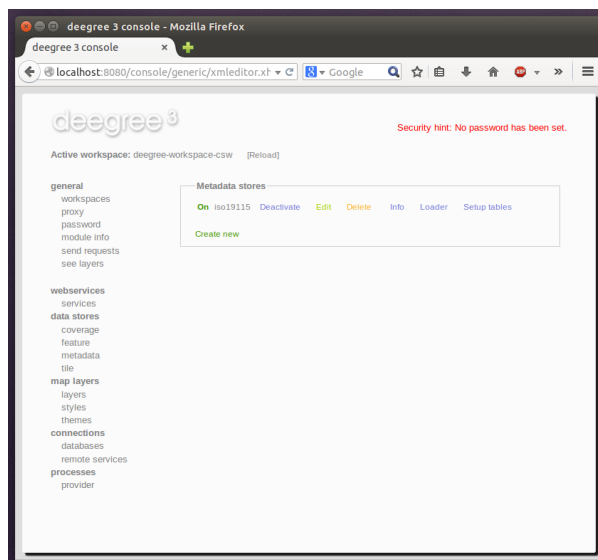 deegree 3 console - Mozilla Firefox
deegree 3 console ×
localhost:8080/console/generic/xmleditor.xh
Google
ABP
deegree 3
Security hint: No password has been set.
Active workspace: deegree-workspace-csw [Reload]
general
workspaces
proxy
password
module info
send requests
see layers
webservices
services
data stores
coverage
feature
metadata
tile
map layers
layers
styles
themes
connections
databases
remote services
processes
provider
Metadata stores
On iso19115 Deactivate Edit Delete Info Loader Setup tables
Create new